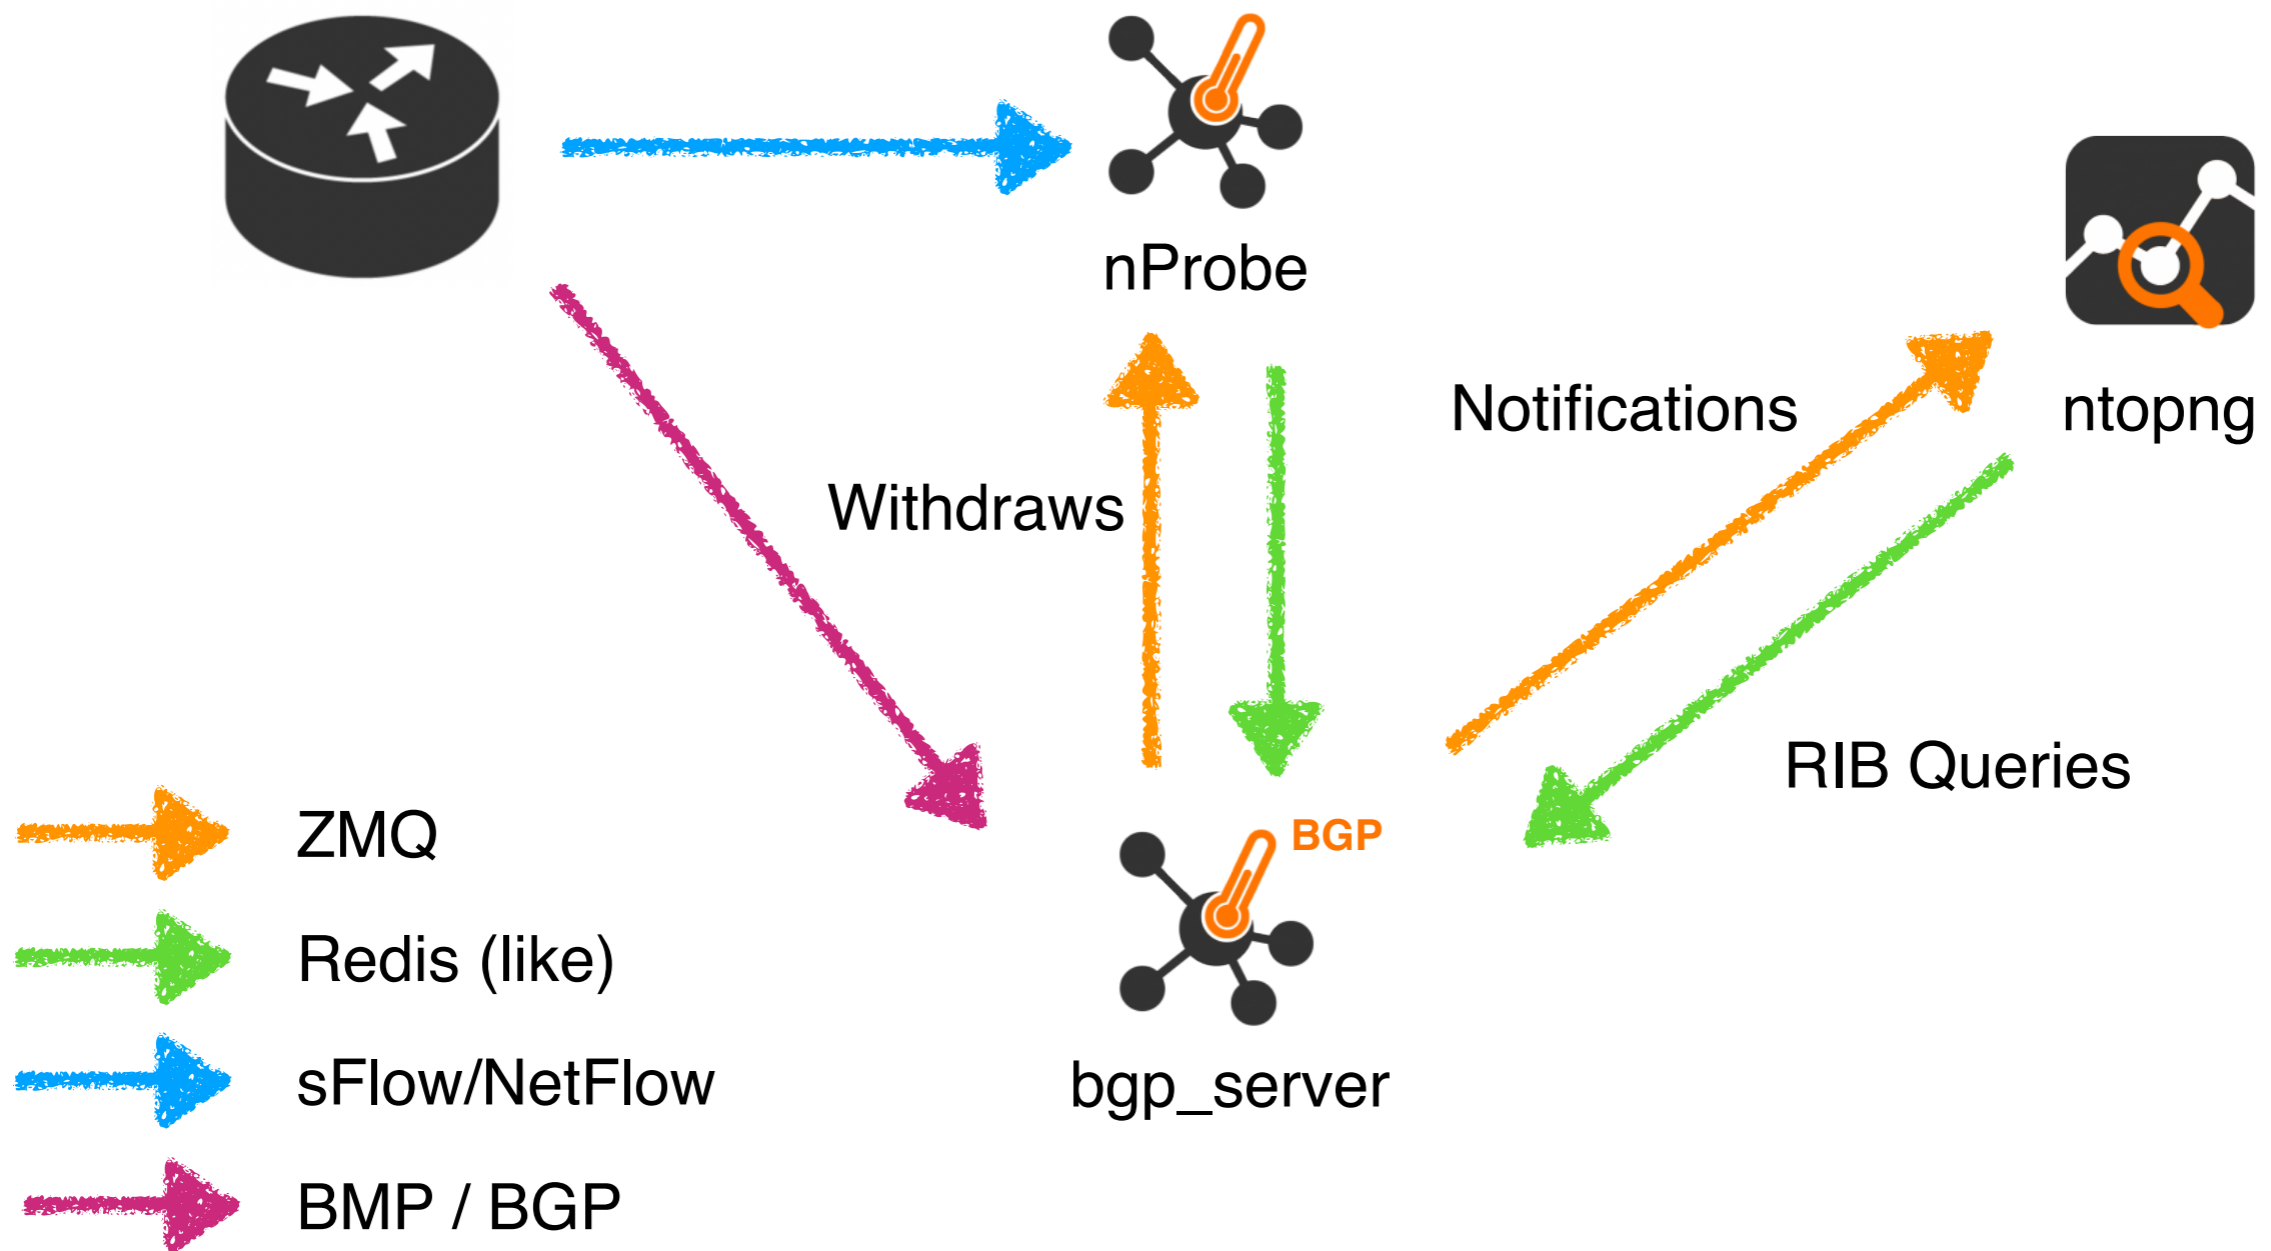 nProbe
Notifications
ntopng
Withdraws
RIB Queries
ZMQ
BGP
Redis (like)
sFlow/NetFlow
bgp_server
BMP / BGP